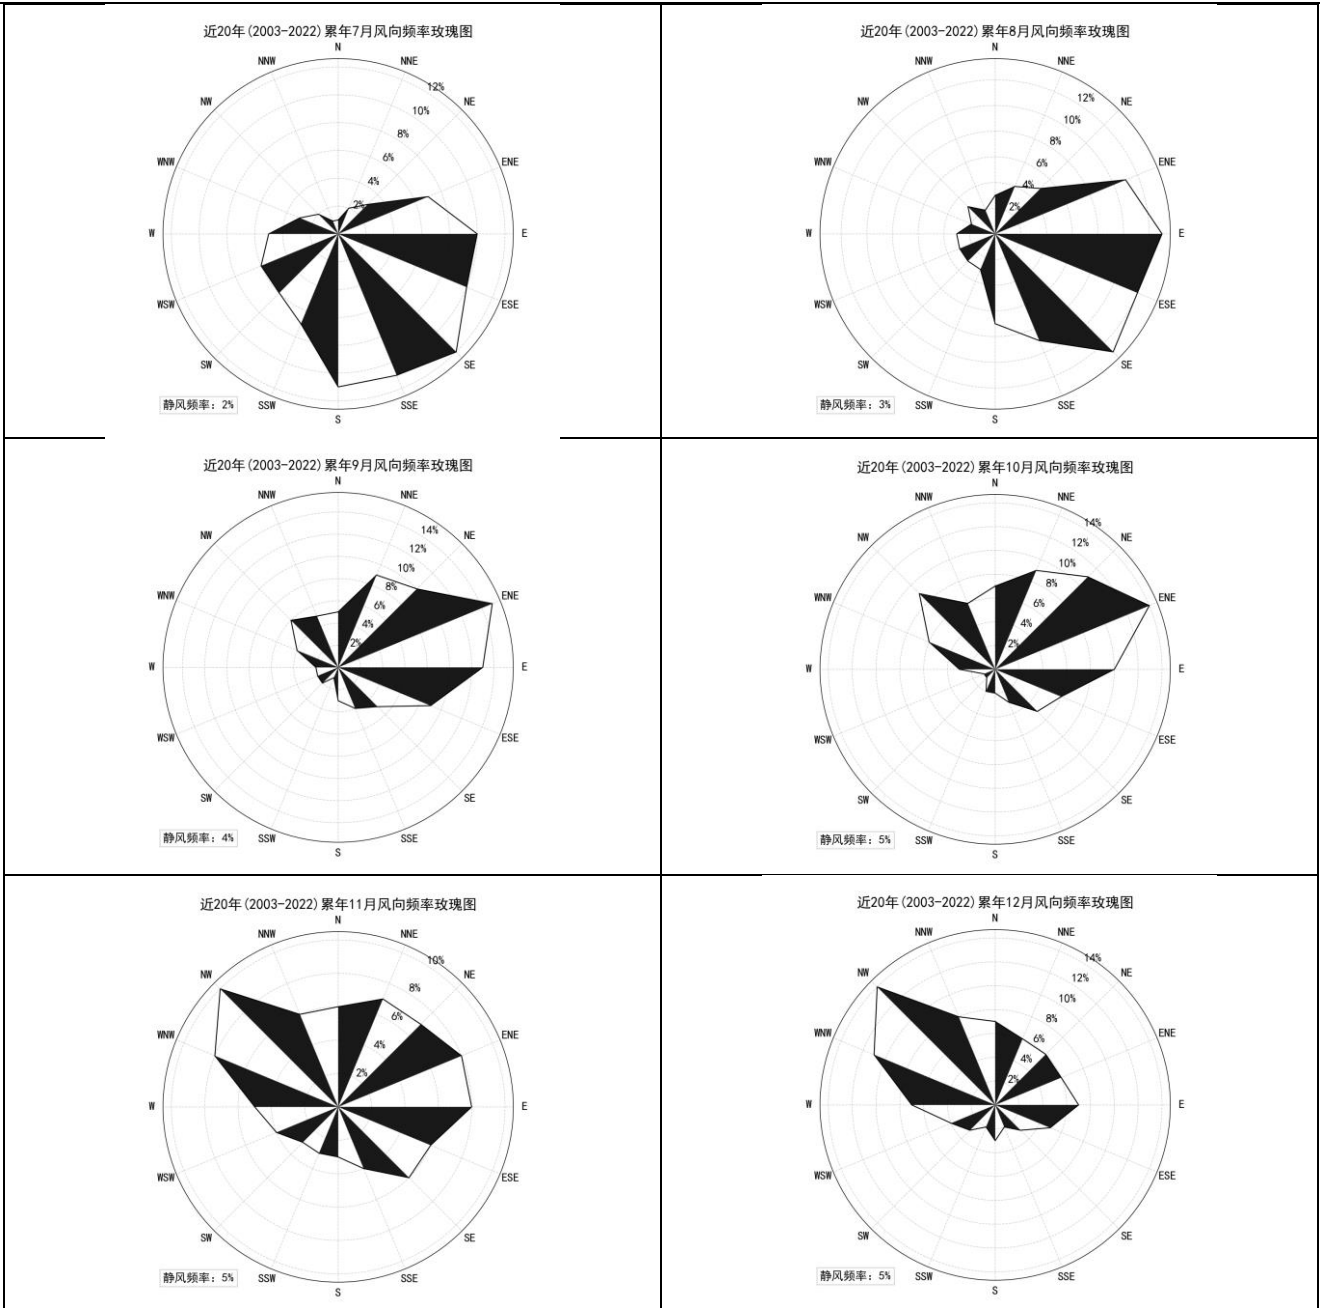 近20年(2003-2022)累年7月风向频率玫瑰图
N
NNW
NNE
12%
NW
NE
10%
8%
6%
WNW
ENE
4%
2%
W
E
WSW
ESE
SW
SE
静风频率: 2%
SSW
SSE
S
近20年(2003-2022)累年8月风向频率玫瑰图
N
NNW
NNE
12%
NW
NE
10%
8%
6%
WNW
ENE
4%
2%
W
E
WSW
ESE
SW
SE
静风频率: 3%
SSW
SSE
S
近20年(2003-2022)累年9月风向频率玫瑰图
N
NNW
NNE
14%
NW
NE
12%
10%
8%
WNW
ENE
6%
4%
2%
W
E
WSW
ESE
SW
SE
静风频率: 4%
SSW
SSE
S
近20年(2003-2022)累年10月风向频率玫瑰图
N
NNW
NNE
14%
NW
NE
12%
10%
8%
WNW
ENE
6%
4%
2%
W
E
WSW
ESE
SW
SE
静风频率: 5%
SSW
SSE
S
近20年(2003-2022)累年11月风向频率玫瑰图
N
NNW
NNE
10%
NW
NE
8%
6%
WNW
ENE
4%
2%
W
E
WSW
ESE
SW
SE
静风频率: 5%
SSW
SSE
S
近20年(2003-2022)累年12月风向频率玫瑰图
N
NNW
NNE
14%
NW
NE
12%
10%
8%
WNW
ENE
6%
4%
2%
W
E
WSW
ESE
SW
SE
静风频率: 5%
SSW
SSE
S